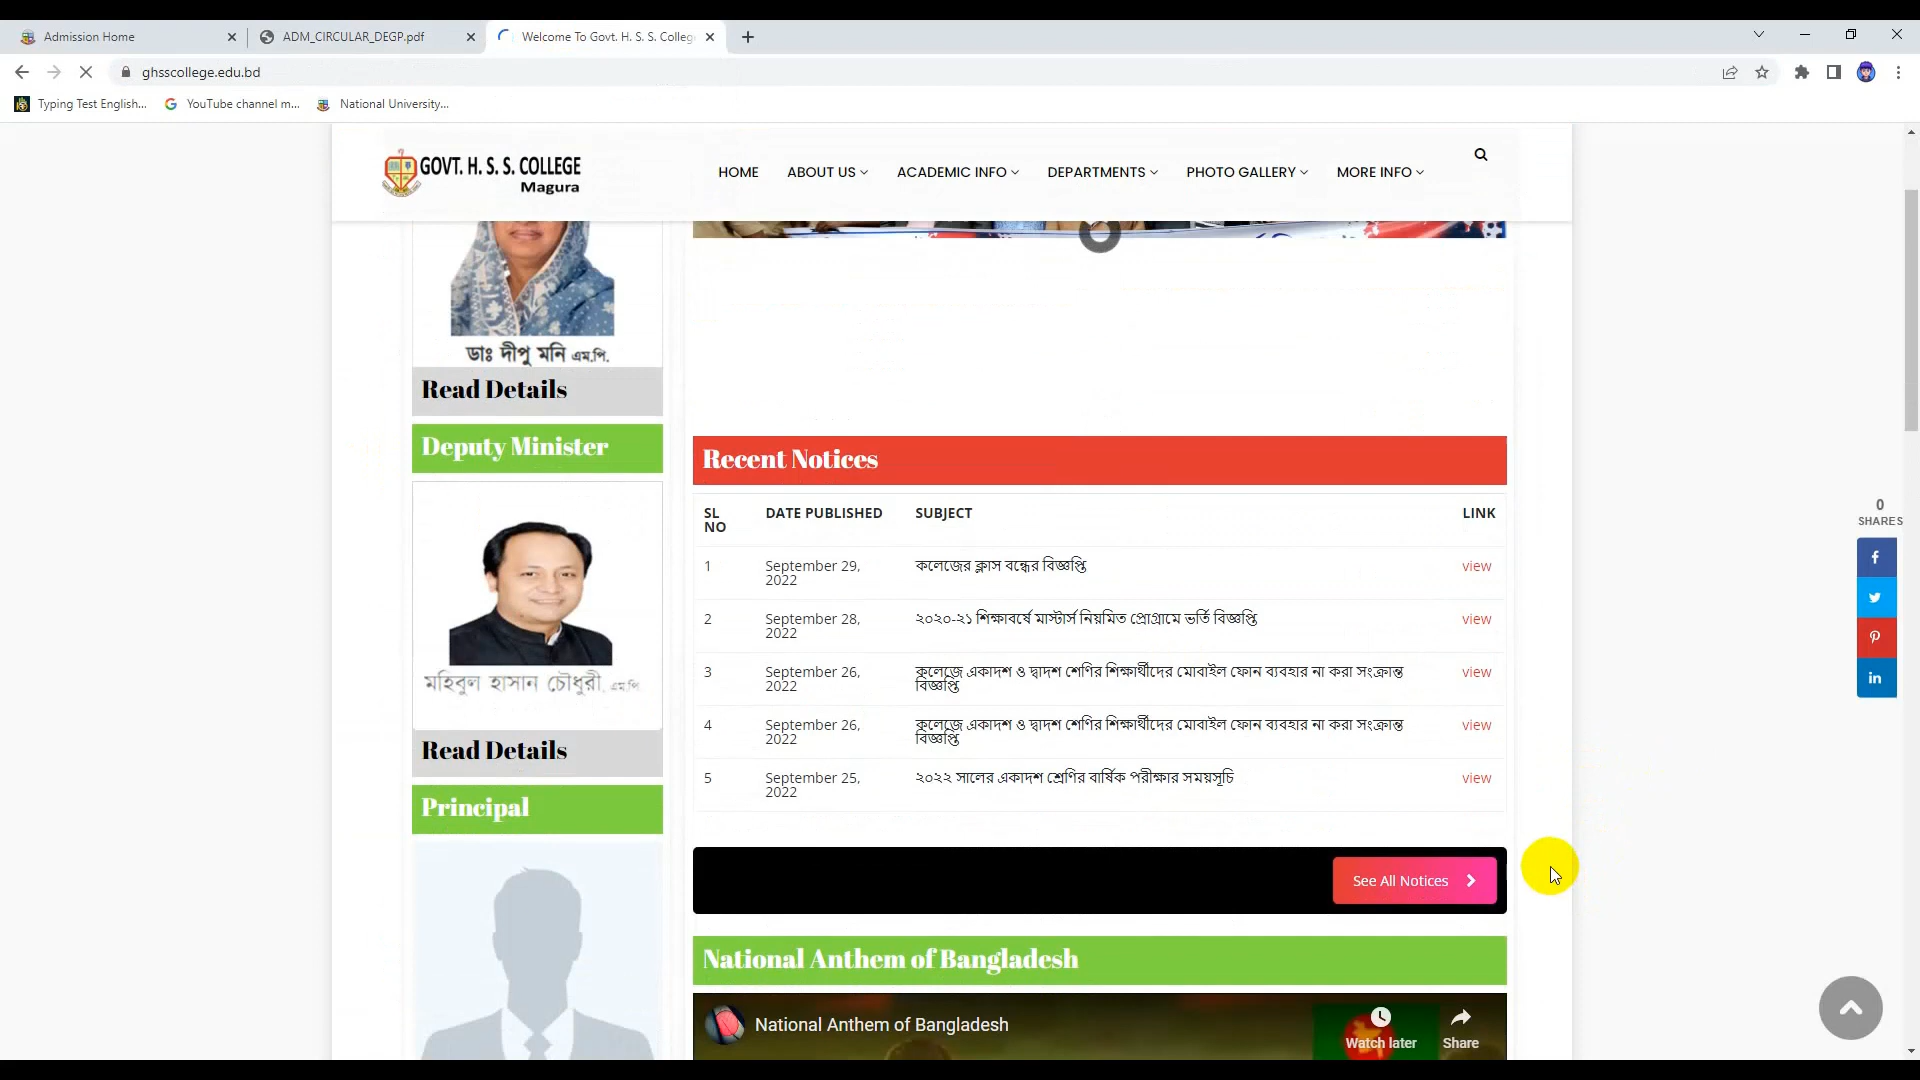 Admission Home
ADM_CIRCULAR_DEGP.pdf
Welcome To Govt. H. S. S. Colleg
ghsscollege.edu.bd
Typing Test English...
YouTube channel m...
National University...
GOVT. H. S. S. COLLEGE
Magura
HOME
ABOUT US
ACADEMIC INFO
DEPARTMENTS
PHOTO GALLERY
MORE INFO
ডাঃ দীপু মনি এম.পি.
Read Details
Deputy Minister
মহিবুল হাসান চৌধুরী, এম.পি
Read Details
Principal
Recent Notices
SL NO DATE PUBLISHED SUBJECT LINK
1 September 29, 2022 কলেজের ক্লাস বন্ধের বিজ্ঞপ্তি view
2 September 28, 2022 ২০২০-২১ শিক্ষাবর্ষে মাস্টার্স নিয়মিত প্রোগ্রামে ভর্তি বিজ্ঞপ্তি view
3 September 26, 2022 কলেজে একাদশ ও দ্বাদশ শেণির শিক্ষার্থীদের মোবাইল ফোন ব্যবহার না করা সংক্রান্ত বিজ্ঞপ্তি view
4 September 26, 2022 কলেজে একাদশ ও দ্বাদশ শেণির শিক্ষার্থীদের মোবাইল ফোন ব্যবহার না করা সংক্রান্ত বিজ্ঞপ্তি view
5 September 25, 2022 ২০২২ সালের একাদশ শ্রেণির বার্ষিক পরীক্ষার সময়সূচি view
See All Notices
National Anthem of Bangladesh
National Anthem of Bangladesh
Watch later
Share
0
SHARES